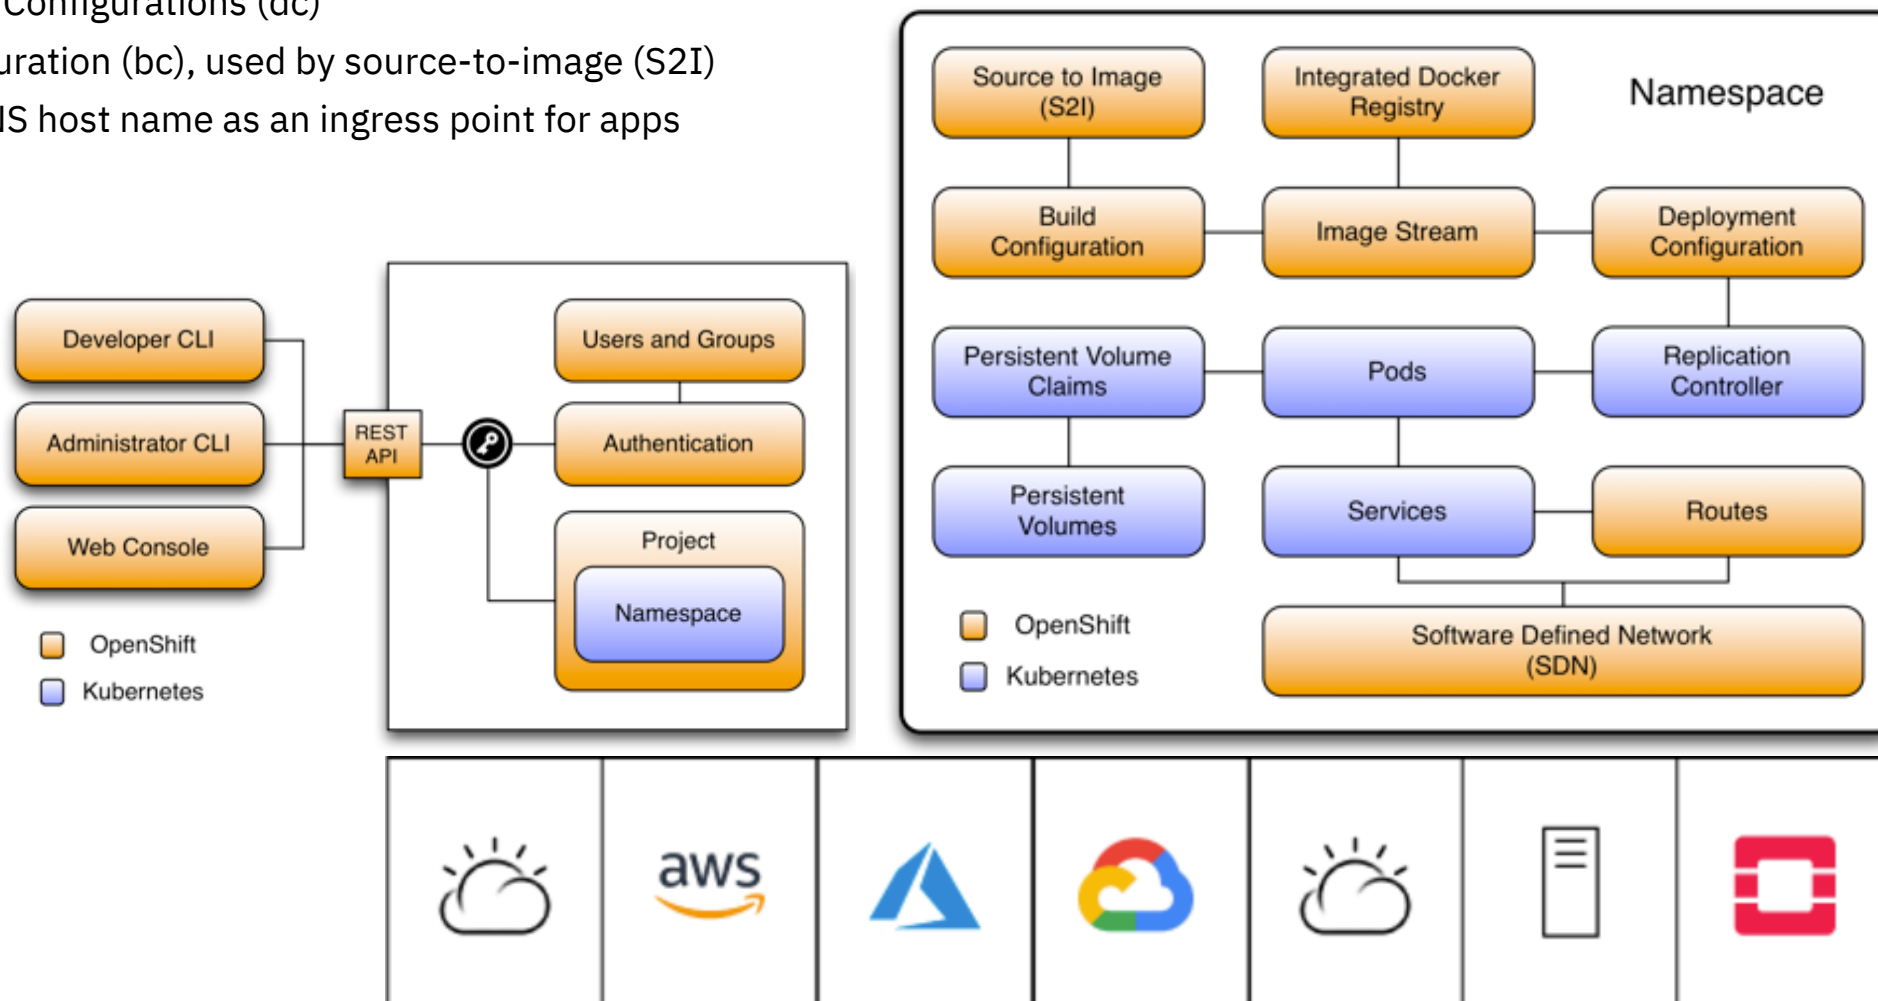 Configurations (dc)
uration (bc), used by source-to-image (S2I)
NS host name as an ingress point for apps
Developer CLI
Administrator CLI
Web Console
OpenShift
Kubernetes
REST
API
Users and Groups
Authentication
Project
Namespace
Namespace
Source to Image
(S2I)
Integrated Docker
Registry
Build
Configuration
Image Stream
Deployment
Configuration
Persistent Volume
Claims
Pods
Replication
Controller
Persistent
Volumes
Services
Routes
OpenShift
Kubernetes
Software Defined Network
(SDN)
aws